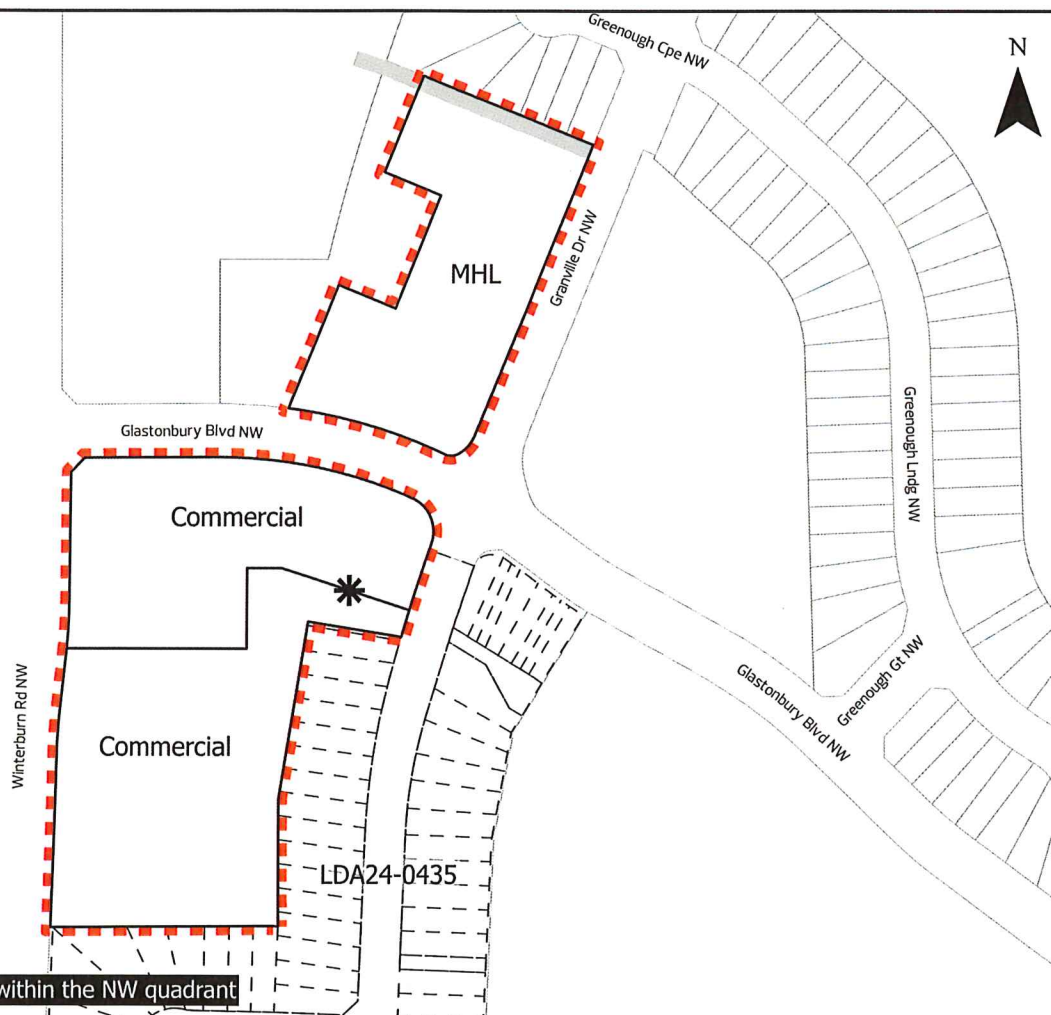 Greenough Cpe NW
N
Granville Dr NW
MHL
Greenough Lndg NW
Glastonbury Blvd NW
Commercial
Greenough Gt NW
Glastonbury Blvd NW
Winterburn Rd NW
Commercial
LDA24-0435
within the NW quadrant